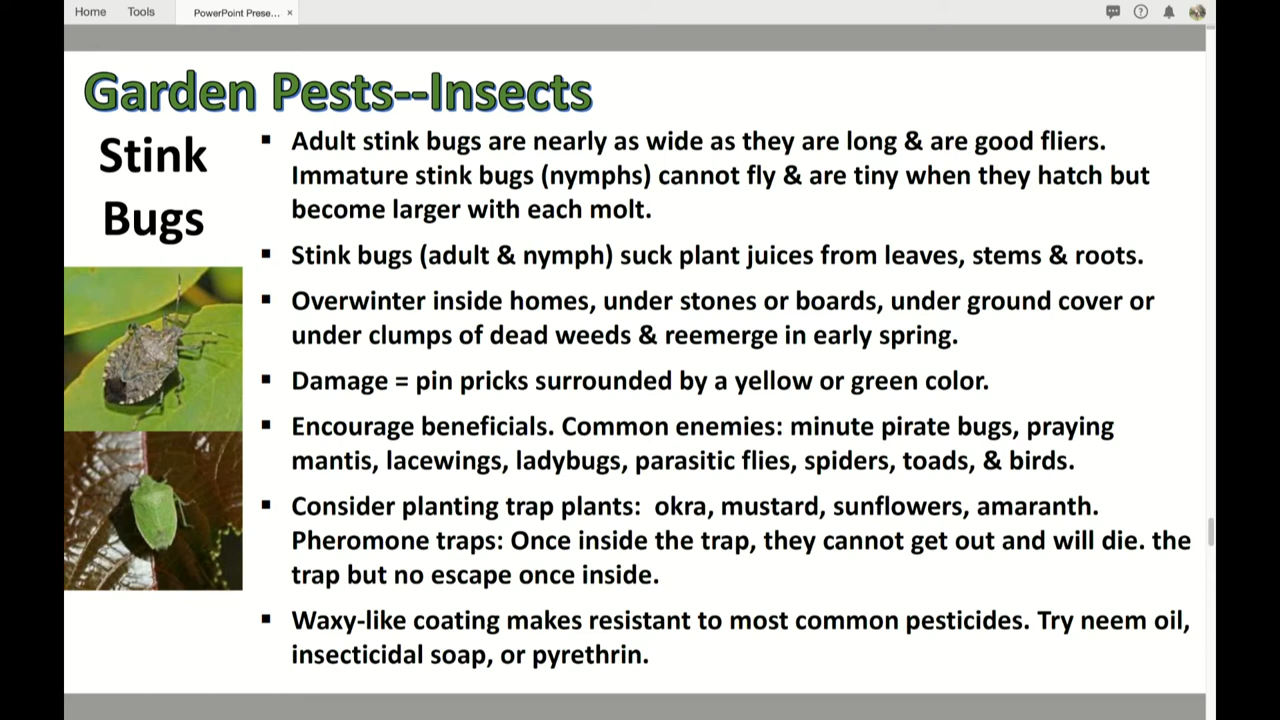 Home Tools PowerPoint Prese... ×
Garden Pests--Insects
Stink
Bugs
▪ Adult stink bugs are nearly as wide as they are long & are good fliers.
Immature stink bugs (nymphs) cannot fly & are tiny when they hatch but
become larger with each molt.
▪ Stink bugs (adult & nymph) suck plant juices from leaves, stems & roots.
▪ Overwinter inside homes, under stones or boards, under ground cover or
under clumps of dead weeds & reemerge in early spring.
▪ Damage = pin pricks surrounded by a yellow or green color.
▪ Encourage beneficials. Common enemies: minute pirate bugs, praying
mantis, lacewings, ladybugs, parasitic flies, spiders, toads, & birds.
▪ Consider planting trap plants:  okra, mustard, sunflowers, amaranth.
Pheromone traps: Once inside the trap, they cannot get out and will die. the
trap but no escape once inside.
▪ Waxy-like coating makes resistant to most common pesticides. Try neem oil,
insecticidal soap, or pyrethrin.